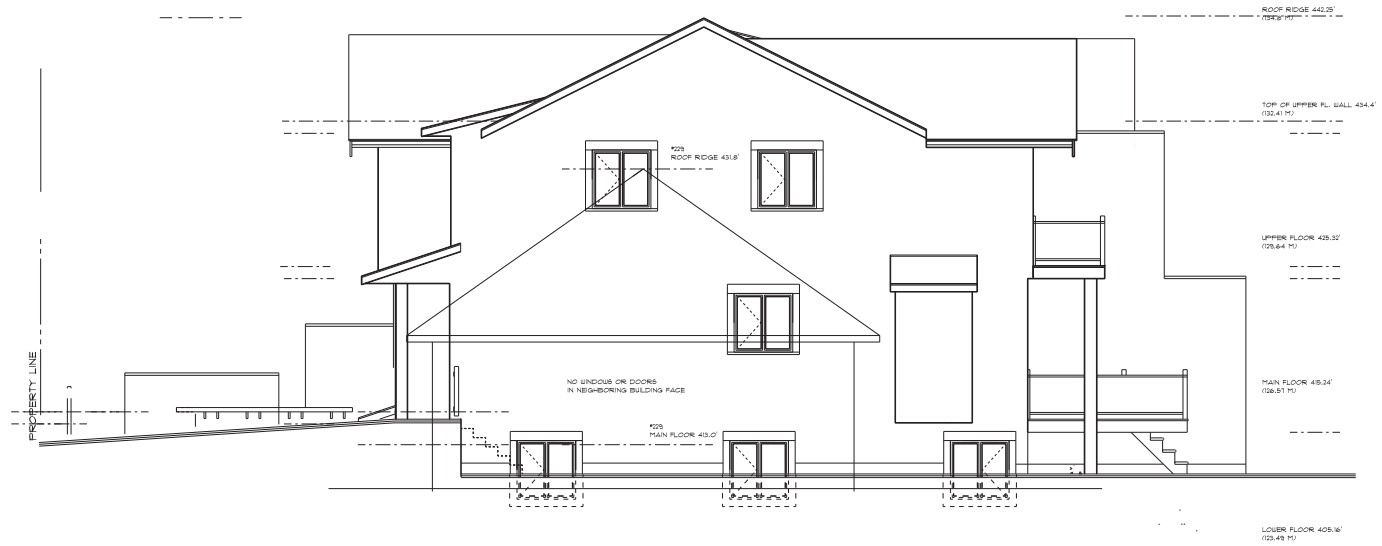 ROOF RIDGE 442.25'
(134.8 M)
TOP OF UPPER FL. WALL 434.4'
(132.41 M)
*229
ROOF RIDGE 431.8'
UPPER FLOOR 425.32'
(129.64 M)
PROPERTY LINE
NO WINDOWS OR DOORS
IN NEIGHBORING BUILDING FACE
MAIN FLOOR 415.24'
(126.57 M)
*229
MAIN FLOOR 413.0'
LOWER FLOOR 405.16'
(123.49 M)